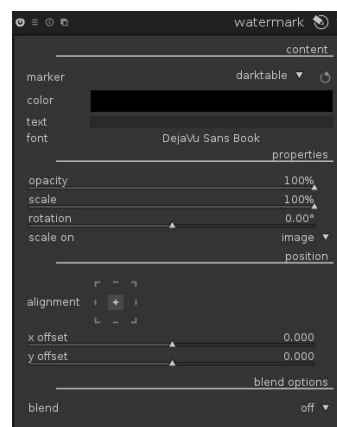 watermark
content
marker darktable
color
text
font DejaVu Sans Book
properties
opacity 100%
scale 100%
rotation 0.00°
scale on image
position
alignment
x offset 0.000
y offset 0.000
blend options
blend off